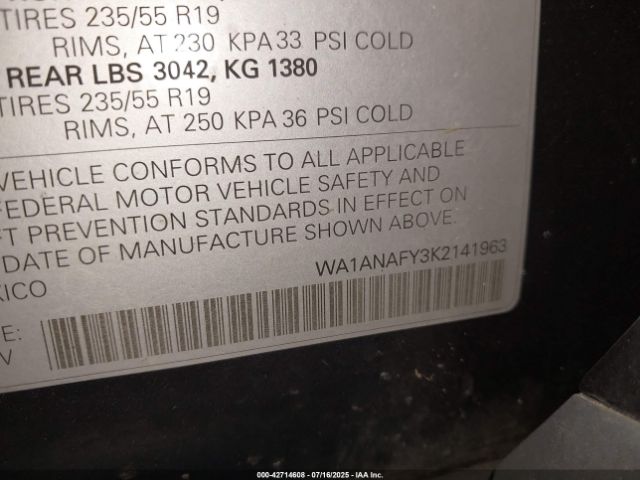 TIRES 235/55 R19
RIMS, AT 230 KPA 33 PSI COLD
REAR LBS 3042, KG 1380
TIRES 235/55 R19
RIMS, AT 250 KPA 36 PSI COLD
VEHICLE CONFORMS TO ALL APPLICABLE
FEDERAL MOTOR VEHICLE SAFETY AND
FT PREVENTION STANDARDS IN EFFECT ON
DATE OF MANUFACTURE SHOWN ABOVE.
WA1ANAFY3K2141963
XICO
E:
V
000-42714608 - 07/16/2025 - IAA Inc.